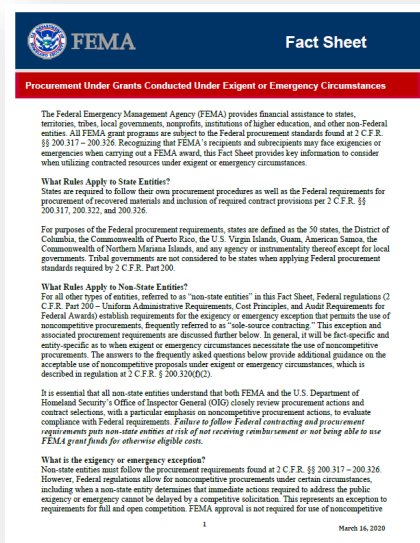 FEMA
Fact Sheet
Procurement Under Grants Conducted Under Exigent or Emergency Circumstances
The Federal Emergency Management Agency (FEMA) provides financial assistance to states,
territories, tribes, local governments, nonprofits, institutions of higher education, and other non-Federal
entities. All FEMA grant programs are subject to the Federal procurement standards found at 2 C.F.R.
§§ 200.317 – 200.326. Recognizing that FEMA's recipients and subrecipients may face exigencies or
emergencies when carrying out a FEMA award, this Fact Sheet provides key information to consider
when utilizing contracted resources under exigent or emergency circumstances.
What Rules Apply to State Entities?
States are required to follow their own procurement procedures as well as the Federal requirements for
procurement of recovered materials and inclusion of required contract provisions per 2 C.F.R. §§
200.317, 200.322, and 200.326.
For purposes of the Federal procurement requirements, states are defined as the 50 states, the District of
Columbia, the Commonwealth of Puerto Rico, the U.S. Virgin Islands, Guam, American Samoa, the
Commonwealth of Northern Mariana Islands, and any agency or instrumentality thereof except for local
governments. Tribal governments are not considered to be states when applying Federal procurement
standards required by 2 C.F.R. Part 200.
What Rules Apply to Non-State Entities?
For all other types of entities, referred to as "non-state entities" in this Fact Sheet, Federal regulations (2
C.F.R. Part 200 – Uniform Administrative Requirements, Cost Principles, and Audit Requirements for
Federal Awards) establish requirements for the exigency or emergency exception that permits the use of
noncompetitive procurements, frequently referred to as "sole-source contracting." This exception and
associated procurement requirements are discussed further below. In general, it will be fact-specific and
entity-specific as to when exigent or emergency circumstances necessitate the use of noncompetitive
procurements. The answers to the frequently asked questions below provide additional guidance on the
acceptable use of noncompetitive proposals under exigent or emergency circumstances, which is
described in regulation at 2 C.F.R. § 200.320(f)(2).
It is essential that all non-state entities understand that both FEMA and the U.S. Department of
Homeland Security's Office of Inspector General (OIG) closely review procurement actions and
contract selections, with a particular emphasis on noncompetitive procurement actions, to evaluate
compliance with Federal requirements. Failure to follow Federal contracting and procurement
requirements puts non-state entities at risk of not receiving reimbursement or not being able to use
FEMA grant funds for otherwise eligible costs.
What is the exigency or emergency exception?
Non-state entities must follow the procurement requirements found at 2 C.F.R. §§ 200.317 – 200.326.
However, Federal regulations allow for noncompetitive procurements under certain circumstances,
including when a non-state entity determines that immediate actions required to address the public
exigency or emergency cannot be delayed by a competitive solicitation. This represents an exception to
requirements for full and open competition. FEMA approval is not required for use of noncompetitive
1
March 16, 2020